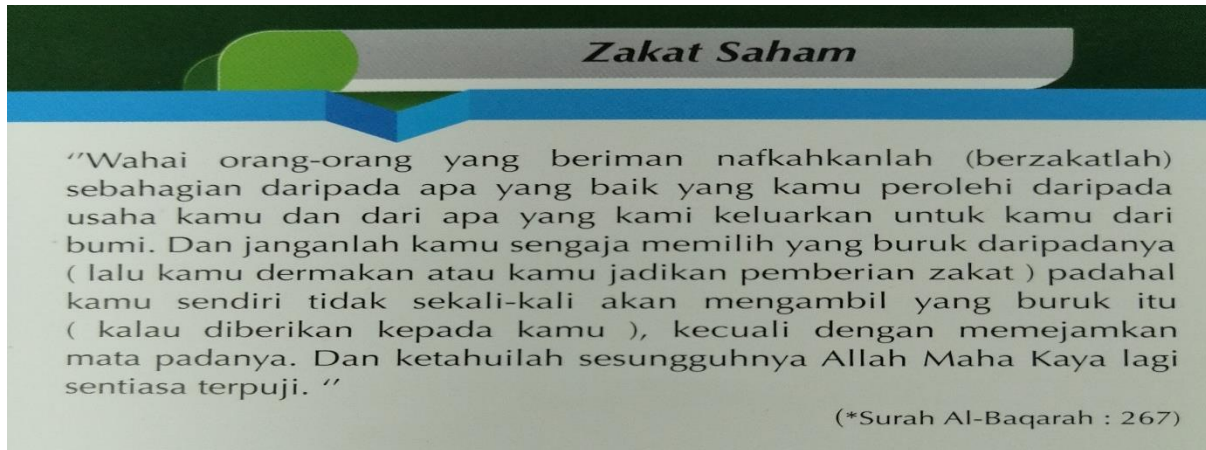 Zakat Saham
‘‘Wahai orang-orang yang beriman nafkahkanlah (berzakatlah)
sebahagian daripada apa yang baik yang kamu perolehi daripada
usaha kamu dan dari apa yang kami keluarkan untuk kamu dari
bumi. Dan janganlah kamu sengaja memilih yang buruk daripadanya
( lalu kamu dermakan atau kamu jadikan pemberian zakat ) padahal
kamu sendiri tidak sekali-kali akan mengambil yang buruk itu
( kalau diberikan kepada kamu ), kecuali dengan memejamkan
mata padanya. Dan ketahuilah sesungguhnya Allah Maha Kaya lagi
sentiasa terpuji. ‘‘
(*Surah Al-Baqarah : 267)